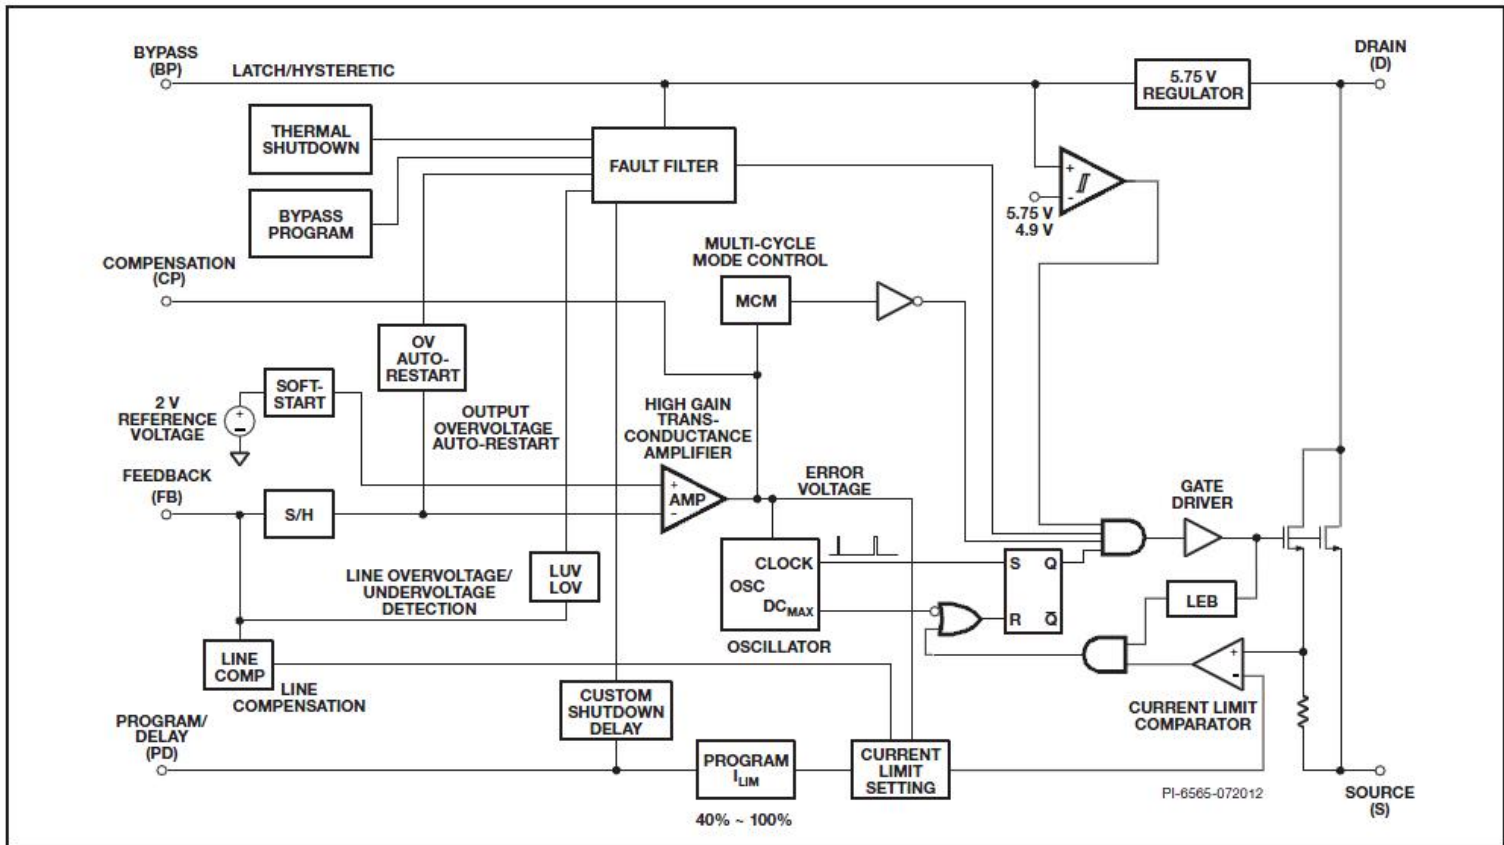 BYPASS
(BP)
LATCH/HYSTERETIC
DRAIN
(D)
5.75 V
REGULATOR
THERMAL
SHUTDOWN
FAULT FILTER
BYPASS
PROGRAM
+
-
5.75 V
4.9 V
COMPENSATION
(CP)
MULTI-CYCLE
MODE CONTROL
MCM
OV
AUTO-
RESTART
SOFT-
START
2 V
REFERENCE
VOLTAGE
+
-
OUTPUT
OVERVOLTAGE
AUTO-RESTART
HIGH GAIN
TRANS-
CONDUCTANCE
AMPLIFIER
FEEDBACK
(FB)
S/H
+
AMP
-
ERROR
VOLTAGE
GATE
DRIVER
LINE OVERVOLTAGE/
UNDERVOLTAGE
DETECTION
LUV
LOV
CLOCK
OSC
DCMAX
OSCILLATOR
S Q
R Q̅
LEB
LINE
COMP
LINE
COMPENSATION
+
-
CURRENT LIMIT
COMPARATOR
PROGRAM/
DELAY
(PD)
CUSTOM
SHUTDOWN
DELAY
PROGRAM
ILIM
40% ~ 100%
CURRENT
LIMIT
SETTING
PI-6565-072012
SOURCE
(S)